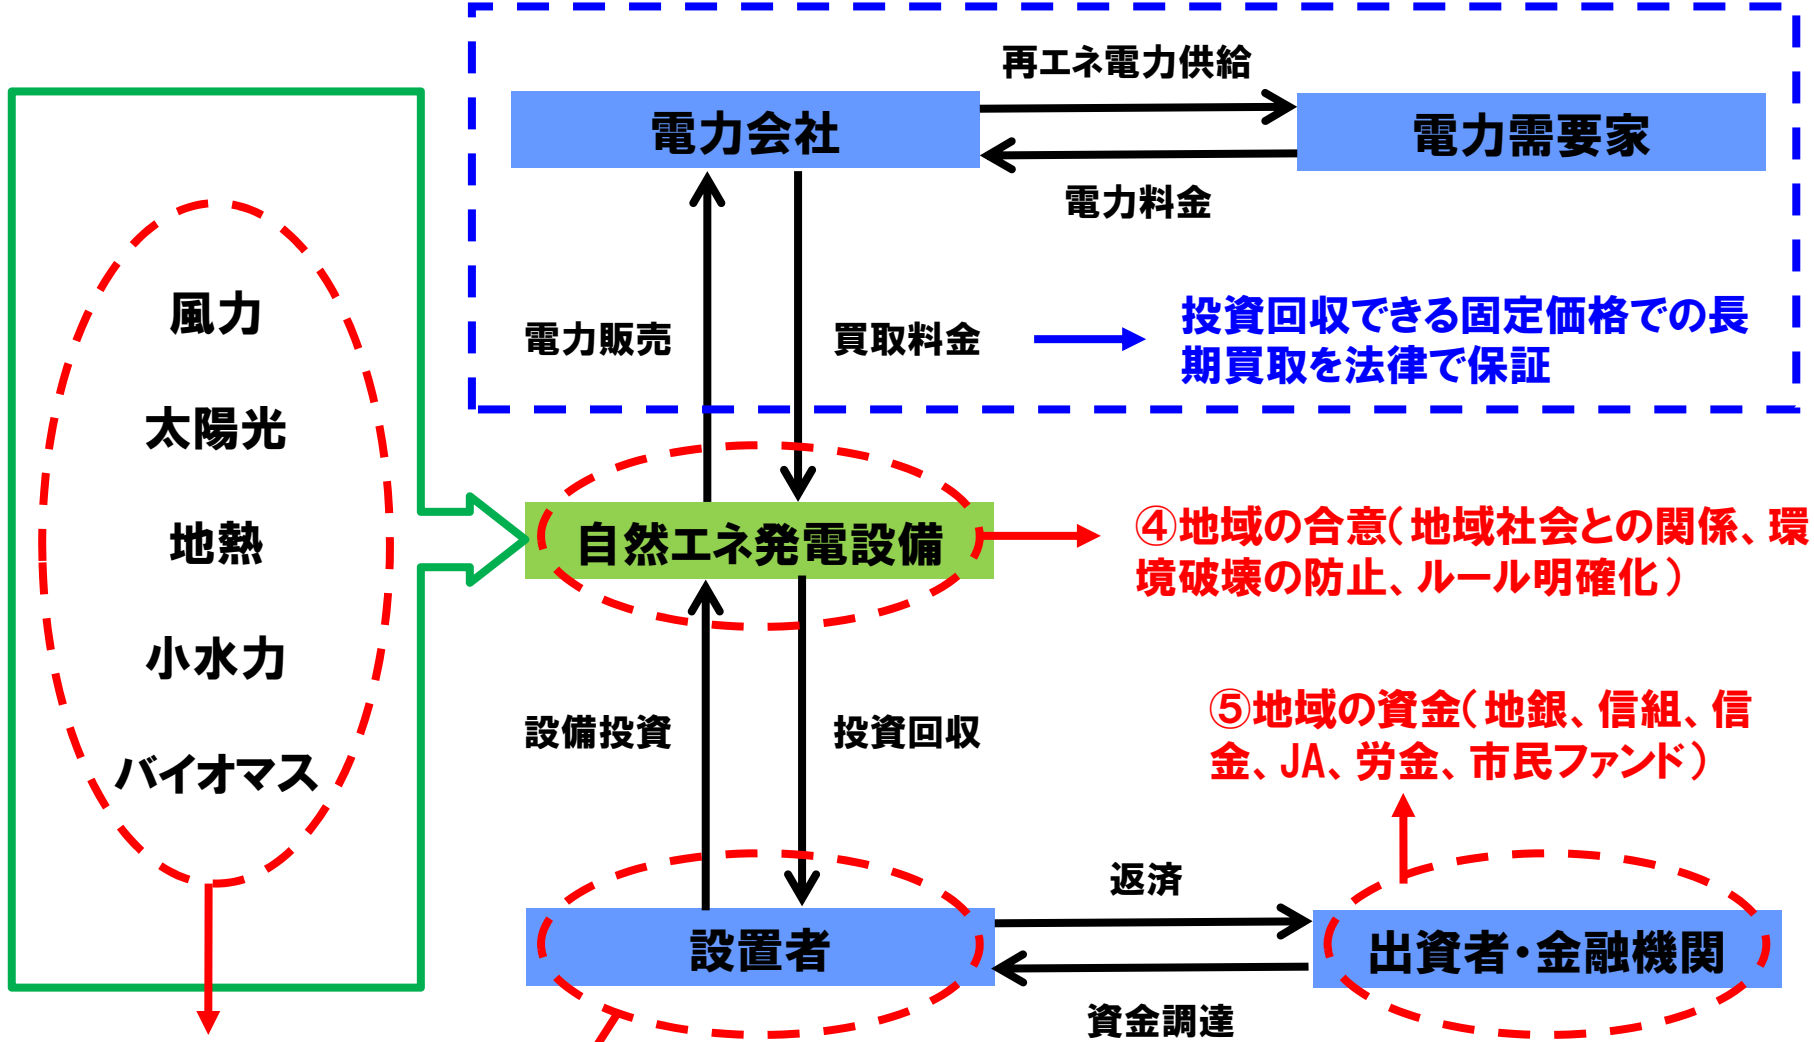 再エネ電力供給
電力会社
電力需要家
電力料金
風力
太陽光
地熱
小水力
バイオマス
電力販売
買取料金
投資回収できる固定価格での長
期買取を法律で保証
自然エネ発電設備
④地域の合意(地域社会との関係、環
境破壊の防止、ルール明確化)
設備投資
投資回収
⑤地域の資金(地銀、信組、信
金、JA、労金、市民ファンド)
返済
設置者
出資者・金融機関
資金調達